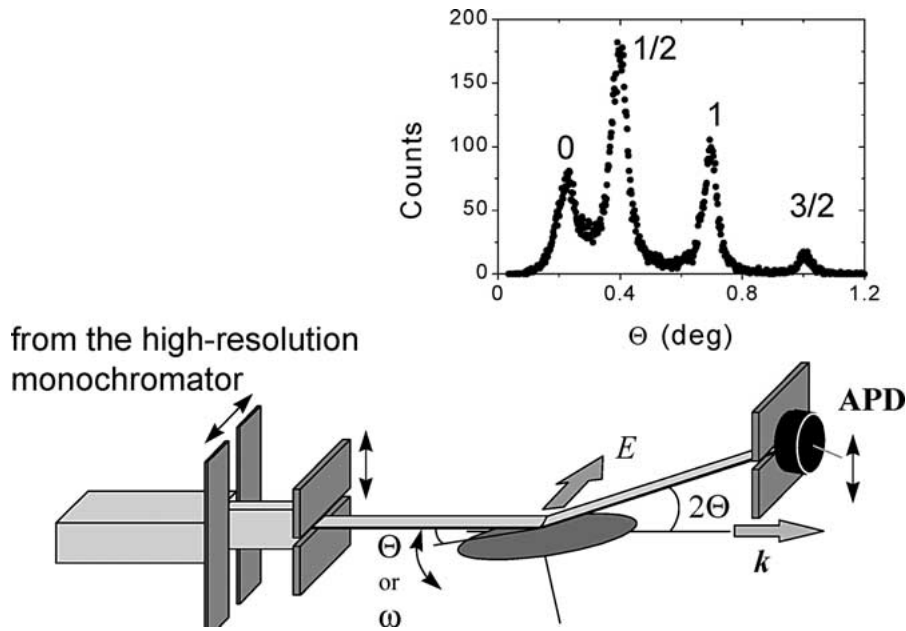 200
150
100
50
0
Counts
0
1/2
1
3/2
0 0.4 0.8 1.2
Θ (deg)
from the high-resolution
monochromator
APD
E
2Θ
k
Θ
or
ω